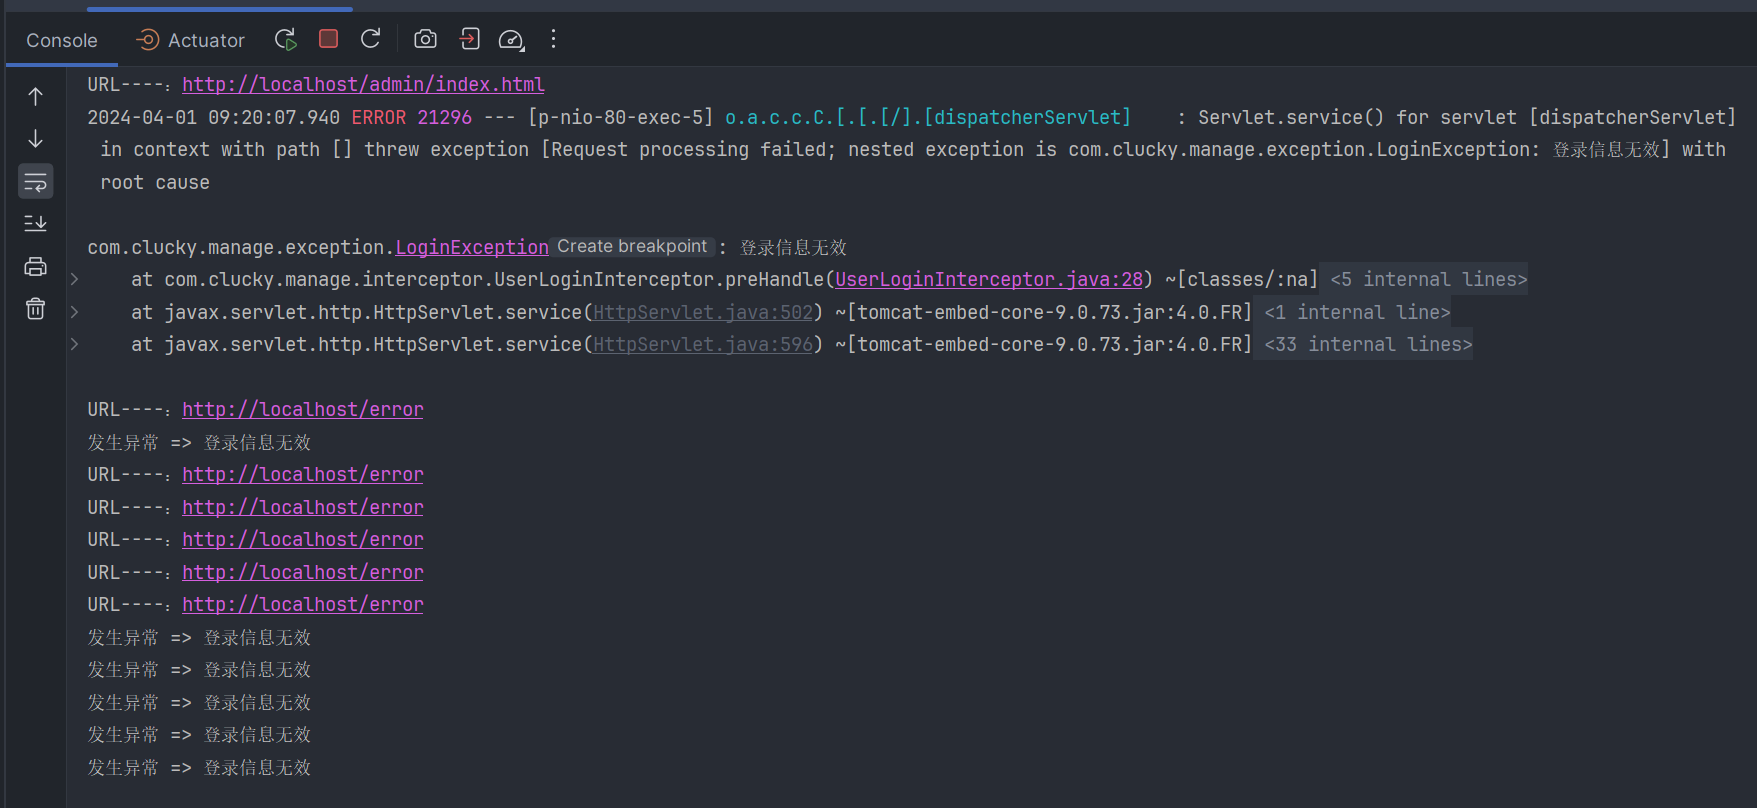 Console Actuator
URL----：http://localhost/admin/index.html
2024-04-01 09:20:07.940 ERROR 21296 --- [p-nio-80-exec-5] o.a.c.c.C.[.[.[/].[dispatcherServlet]    : Servlet.service() for servlet [dispatcherServlet]
in context with path [] threw exception [Request processing failed; nested exception is com.clucky.manage.exception.LoginException: 登录信息无效] with
root cause
com.clucky.manage.exception.LoginException Create breakpoint : 登录信息无效
at com.clucky.manage.interceptor.UserLoginInterceptor.preHandle(UserLoginInterceptor.java:28) ~[classes/:na] <5 internal lines>
at javax.servlet.http.HttpServlet.service(HttpServlet.java:502) ~[tomcat-embed-core-9.0.73.jar:4.0.FR] <1 internal line>
at javax.servlet.http.HttpServlet.service(HttpServlet.java:596) ~[tomcat-embed-core-9.0.73.jar:4.0.FR] <33 internal lines>
URL----：http://localhost/error
发生异常 => 登录信息无效
URL----：http://localhost/error
URL----：http://localhost/error
URL----：http://localhost/error
URL----：http://localhost/error
URL----：http://localhost/error
发生异常 => 登录信息无效
发生异常 => 登录信息无效
发生异常 => 登录信息无效
发生异常 => 登录信息无效
发生异常 => 登录信息无效